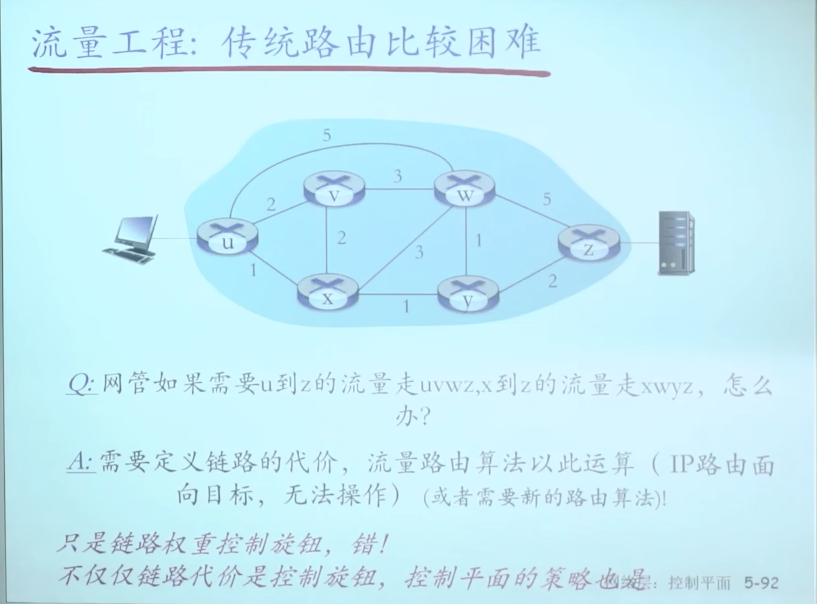 流量工程: 传统路由比较困难
5
3
2
v
w
5
2
u
1
3
1
z
x
1
y
2
Q: 网管如果需要u到z的流量走uvwz,x到z的流量走xwyz，怎么
办?
A: 需要定义链路的代价，流量路由算法以此运算（ IP路由面
向目标，无法操作）(或者需要新的路由算法)!
只是链路权重控制旋钮，错!
不仅仅链路代价是控制旋钮，控制平面的策略也是
层：控制平面 5-92